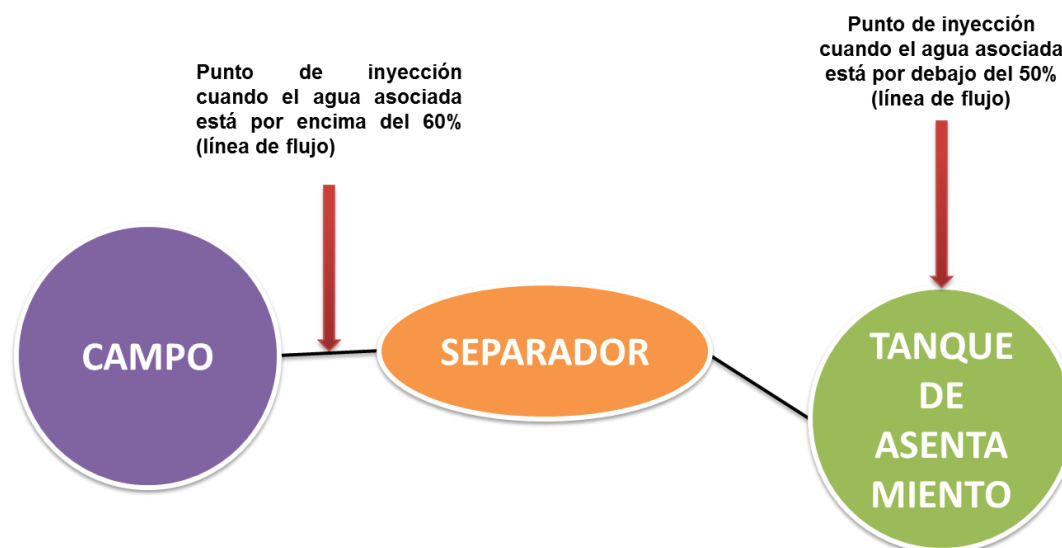 Punto de inyección
cuando el agua asociada
está por encima del 60%
(línea de flujo)
Punto de inyección
cuando el agua asociada
está por debajo del 50%
(línea de flujo)
CAMPO
SEPARADOR
TANQUE
DE
ASENTA
MIENTO